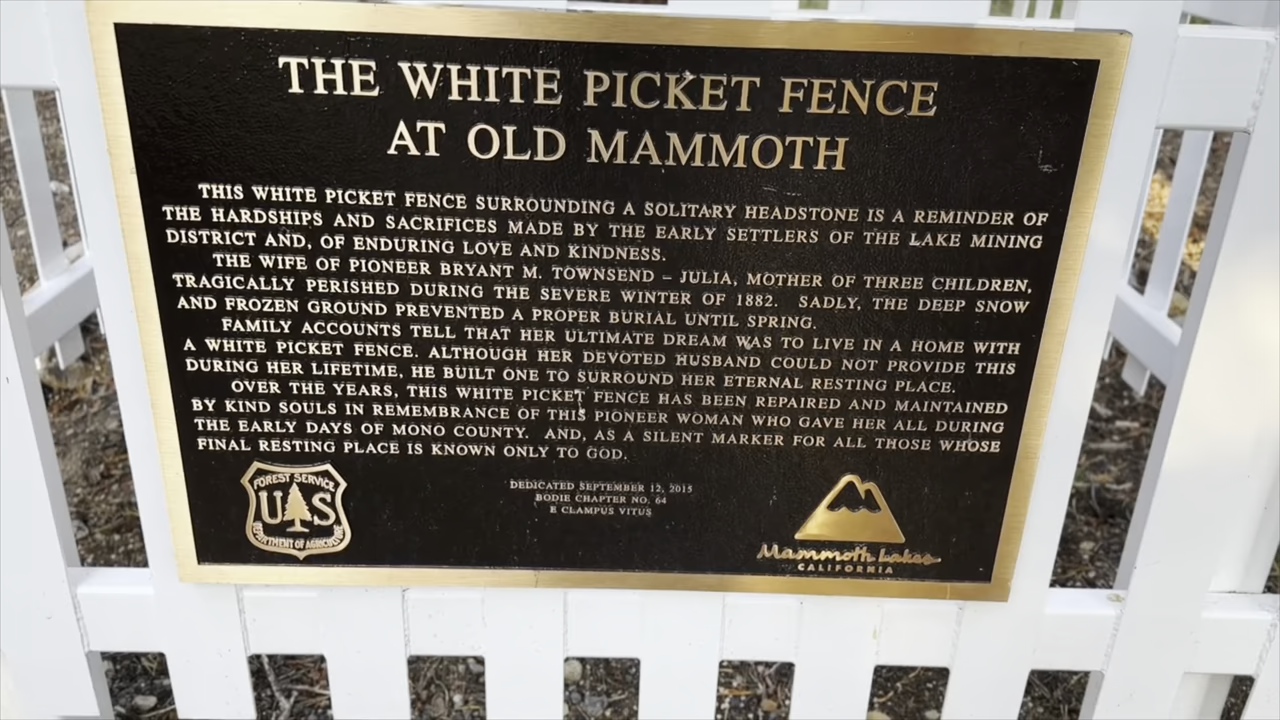 THE WHITE PICKET FENCE
AT OLD MAMMOTH
THIS WHITE PICKET FENCE SURROUNDING A SOLITARY HEADSTONE IS A REMINDER OF
THE HARDSHIPS AND SACRIFICES MADE BY THE EARLY SETTLERS OF THE LAKE MINING
DISTRICT AND, OF ENDURING LOVE AND KINDNESS.
THE WIFE OF PIONEER BRYANT M. TOWNSEND – JULIA, MOTHER OF THREE CHILDREN,
TRAGICALLY PERISHED DURING THE SEVERE WINTER OF 1882. SADLY, THE DEEP SNOW
AND FROZEN GROUND PREVENTED A PROPER BURIAL UNTIL SPRING.
FAMILY ACCOUNTS TELL THAT HER ULTIMATE DREAM WAS TO LIVE IN A HOME WITH
A WHITE PICKET FENCE. ALTHOUGH HER DEVOTED HUSBAND COULD NOT PROVIDE THIS
DURING HER LIFETIME, HE BUILT ONE TO SURROUND HER ETERNAL RESTING PLACE.
OVER THE YEARS, THIS WHITE PICKET FENCE HAS BEEN REPAIRED AND MAINTAINED
BY KIND SOULS IN REMEMBRANCE OF THIS PIONEER WOMAN WHO GAVE HER ALL DURING
THE EARLY DAYS OF MONO COUNTY. AND, AS A SILENT MARKER FOR ALL THOSE WHOSE
FINAL RESTING PLACE IS KNOWN ONLY TO GOD.
DEDICATED SEPTEMBER 12, 2015
BODIE CHAPTER NO. 64
E CLAMPUS VITUS
FOREST SERVICE
U S
DEPARTMENT OF AGRICULTURE
Mammoth Lakes
CALIFORNIA